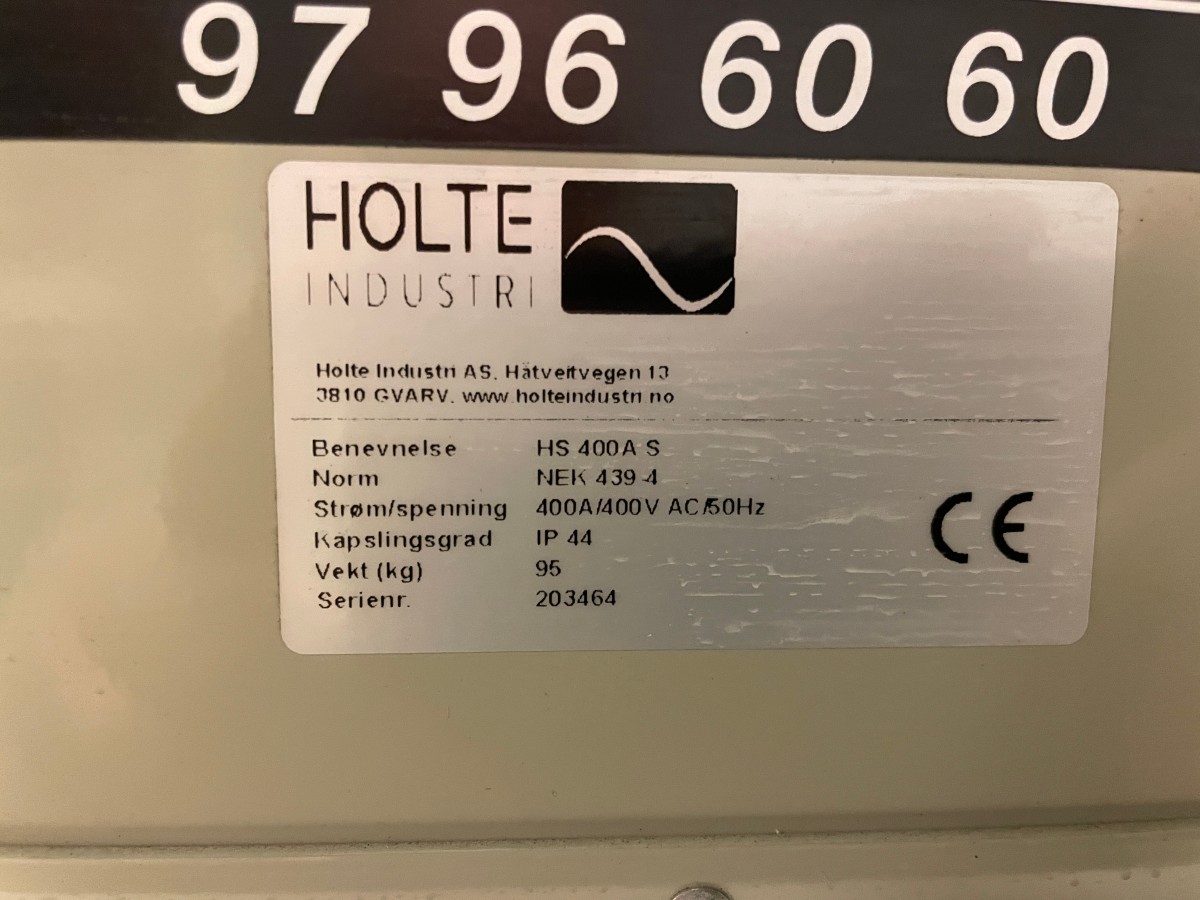 97 96 60 60
HOLTE
INDUSTRI
Holte Industri AS. Håtveitvegen 13
3810 GVARV. www.holteindustri.no
Benevnelse HS 400A S
Norm NEK 439-4
Strøm/spenning 400A/400V AC/50Hz
Kapslingsgrad IP 44
Vekt (kg) 95
Serienr. 203464
CE